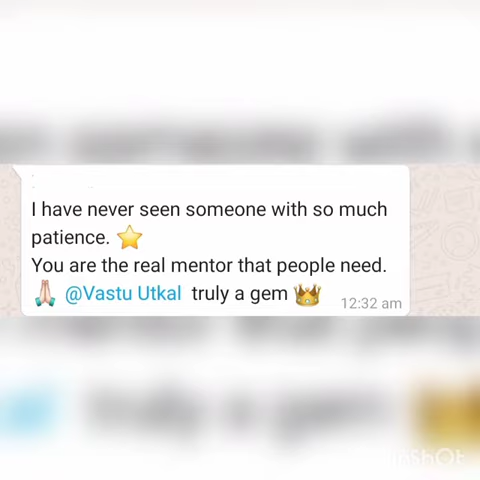 I have never seen someone with so much
patience. ⭐
You are the real mentor that people need.
🙏🏻 @Vastu Utkal truly a gem 👑
12:32 am